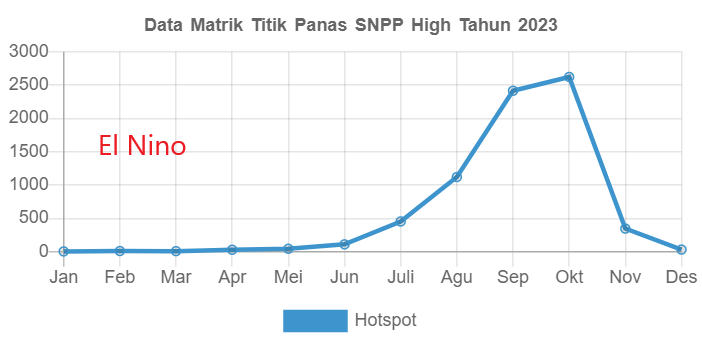 Data Matrik Titik Panas SNPP High Tahun 2023
3000
2500
2000
1500
1000
500
0
El Nino
Jan Feb Mar Apr Mei Jun Juli Agu Sep Okt Nov Des
Hotspot